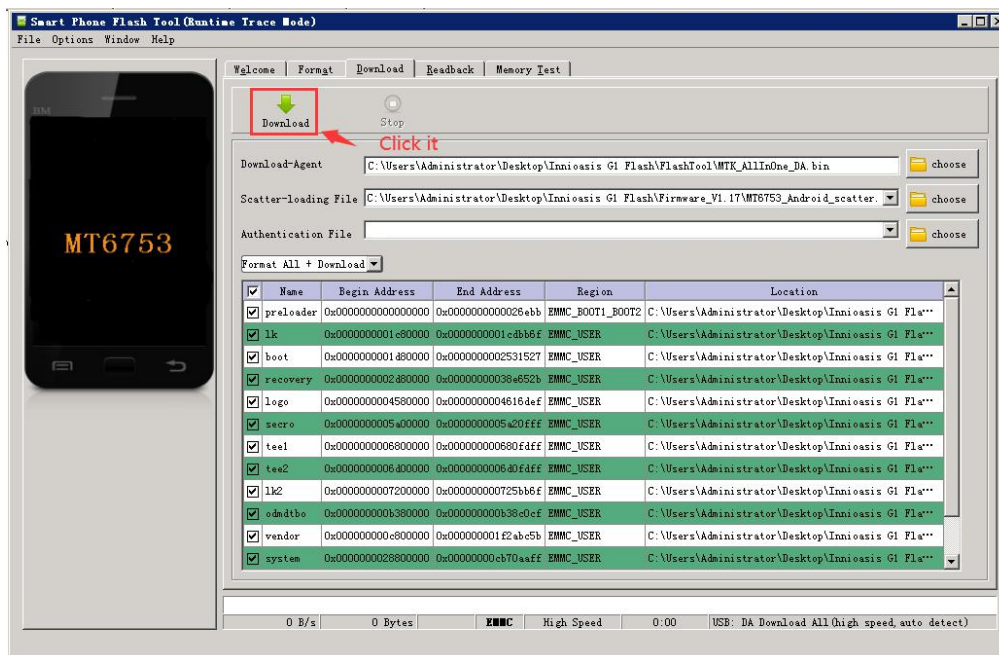 Smart Phone Flash Tool(Runtime Trace Mode)
File Options Window Help
Welcome Format Download Readback Memory Test
BM
Download Stop
Click it
Download-Agent C:\Users\Administrator\Desktop\Innioasis G1 Flash\FlashTool\MTK_AllInOne_DA.bin choose
Scatter-loading File C:\Users\Administrator\Desktop\Innioasis G1 Flash\Firmware_V1.17\MT6753_Android_scatter. choose
Authentication File choose
MT6753
Format All + Download
Name Begin Address End Address Region Location
preloader 0x0000000000000000 0x0000000000026ebb EMMC_BOOT1_BOOT2 C:\Users\Administrator\Desktop\Innioasis G1 Fla···
lk 0x0000000001c80000 0x0000000001cdbb6f EMMC_USER C:\Users\Administrator\Desktop\Innioasis G1 Fla···
boot 0x0000000001d80000 0x0000000002531527 EMMC_USER C:\Users\Administrator\Desktop\Innioasis G1 Fla···
recovery 0x0000000002d80000 0x00000000038e652b EMMC_USER C:\Users\Administrator\Desktop\Innioasis G1 Fla···
logo 0x0000000004580000 0x0000000004616def EMMC_USER C:\Users\Administrator\Desktop\Innioasis G1 Fla···
secro 0x0000000005a00000 0x0000000005a20fff EMMC_USER C:\Users\Administrator\Desktop\Innioasis G1 Fla···
tee1 0x0000000006800000 0x000000000680fdff EMMC_USER C:\Users\Administrator\Desktop\Innioasis G1 Fla···
tee2 0x0000000006d00000 0x0000000006d0fdff EMMC_USER C:\Users\Administrator\Desktop\Innioasis G1 Fla···
lk2 0x0000000007200000 0x000000000725bb6f EMMC_USER C:\Users\Administrator\Desktop\Innioasis G1 Fla···
odmdtbo 0x000000000b380000 0x000000000b38c0cf EMMC_USER C:\Users\Administrator\Desktop\Innioasis G1 Fla···
vendor 0x000000000c800000 0x000000001f2abc5b EMMC_USER C:\Users\Administrator\Desktop\Innioasis G1 Fla···
system 0x0000000028800000 0x00000000cb70aaff EMMC_USER C:\Users\Administrator\Desktop\Innioasis G1 Fla···
0 B/s 0 Bytes EMMC High Speed 0:00 USB: DA Download All(high speed,auto detect)